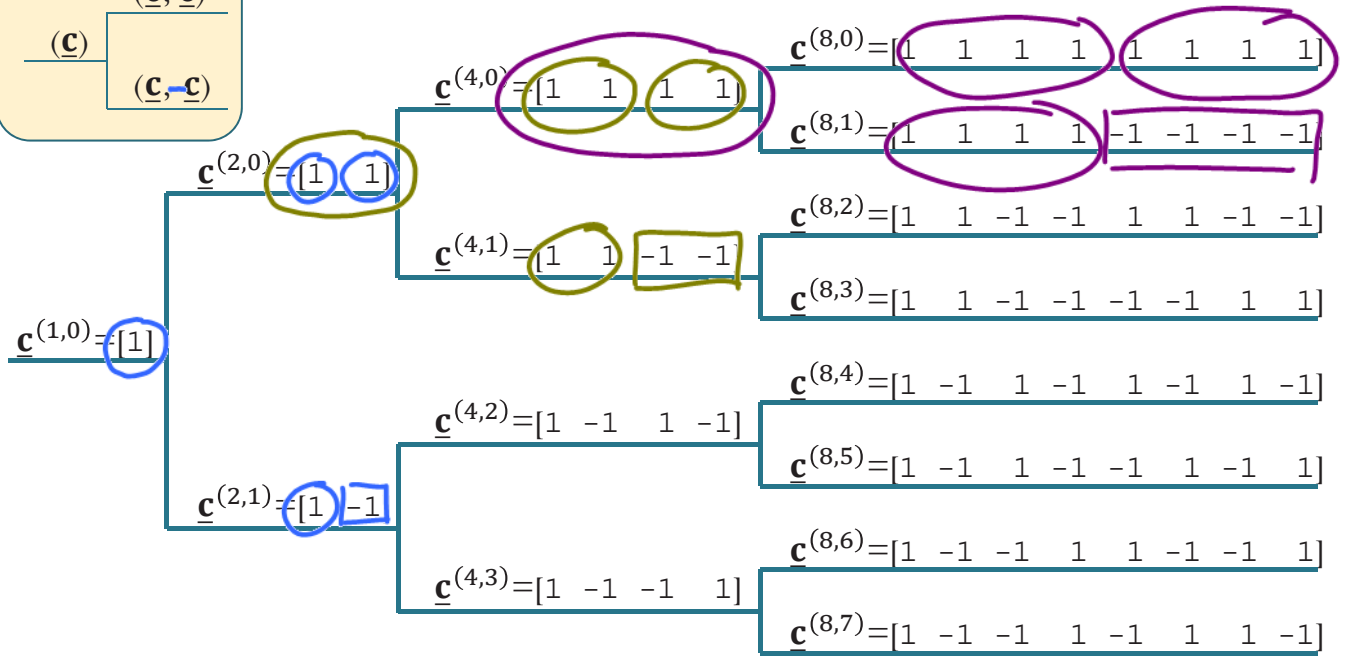 (c, c)
(c)
(c,-c)
c(1,0)=[1]
c(2,0)=[1 1]
c(2,1)=[1 -1]
c(4,0)=[1 1 1 1]
c(4,1)=[1 1 -1 -1]
c(4,2)=[1 -1 1 -1]
c(4,3)=[1 -1 -1 1]
c(8,0)=[1 1 1 1 1 1 1 1]
c(8,1)=[1 1 1 1 -1 -1 -1 -1]
c(8,2)=[1 1 -1 -1 1 1 -1 -1]
c(8,3)=[1 1 -1 -1 -1 -1 1 1]
c(8,4)=[1 -1 1 -1 1 -1 1 -1]
c(8,5)=[1 -1 1 -1 -1 1 -1 1]
c(8,6)=[1 -1 -1 1 1 -1 -1 1]
c(8,7)=[1 -1 -1 1 -1 1 1 -1]